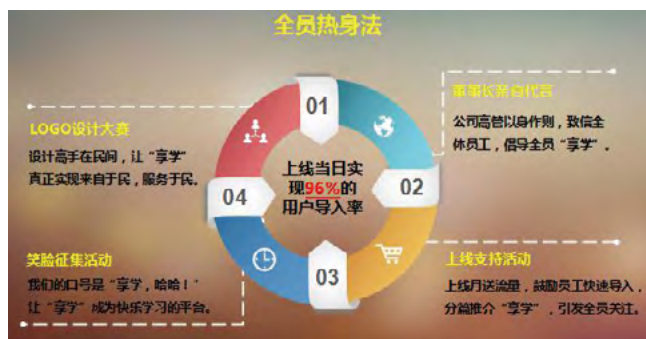 全员热身法
01
02
03
04
上线当日实
现96%的
用户导入率
LOGO设计大赛
设计高手在民间，让“享学”
真正实现来自于民，服务于民。
董事长亲自代言
公司高管以身作则，致信全
体员工，倡导全员“享学”。
笑脸征集活动
我们的口号是“享学，哈哈！”
让“享学”成为快乐学习的平台。
上线支持活动
上线月送流量，鼓励员工快速导入，
分篇推介“享学”，引发全员关注。